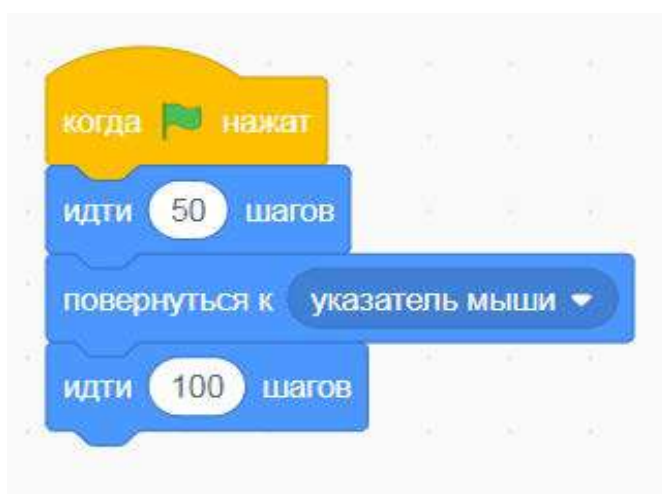 когда нажат
идти 50 шагов
повернуться к указатель мыши
идти 100 шагов